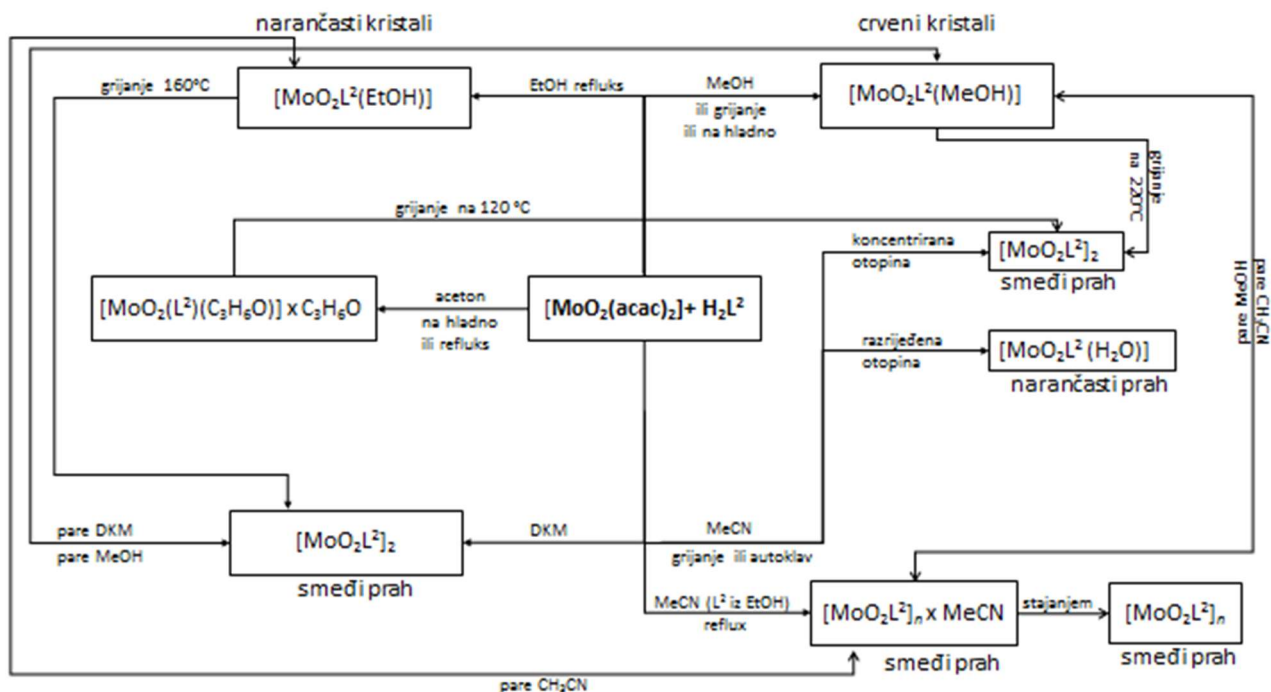 narančasti kristali
crveni kristali
grijanje 160°C
[MoO₂L²(EtOH)]
EtOH refluks
MeOH
ili grijanje
ili na hladno
[MoO₂L²(MeOH)]
grijanje
na 220°C
grijanje na 120 °C
koncentrirana
otopina
[MoO₂L²]₂
smeđi prah
pare CH₃CN
pare MeOH
[MoO₂(L²)(C₃H₆O)] x C₃H₆O
aceton
na hladno
ili refluks
[MoO₂(acac)₂]+ H₂L²
razrijeđena
otopina
[MoO₂L² (H₂O)]
narančasti prah
pare DKM
pare MeOH
[MoO₂L²]₂
smeđi prah
DKM
MeCN
grijanje ili autoklav
MeCN (L² iz EtOH)
reflux
[MoO₂L²]ₙ x MeCN
smeđi prah
stajanjem
[MoO₂L²]ₙ
smeđi prah
pare CH₃CN